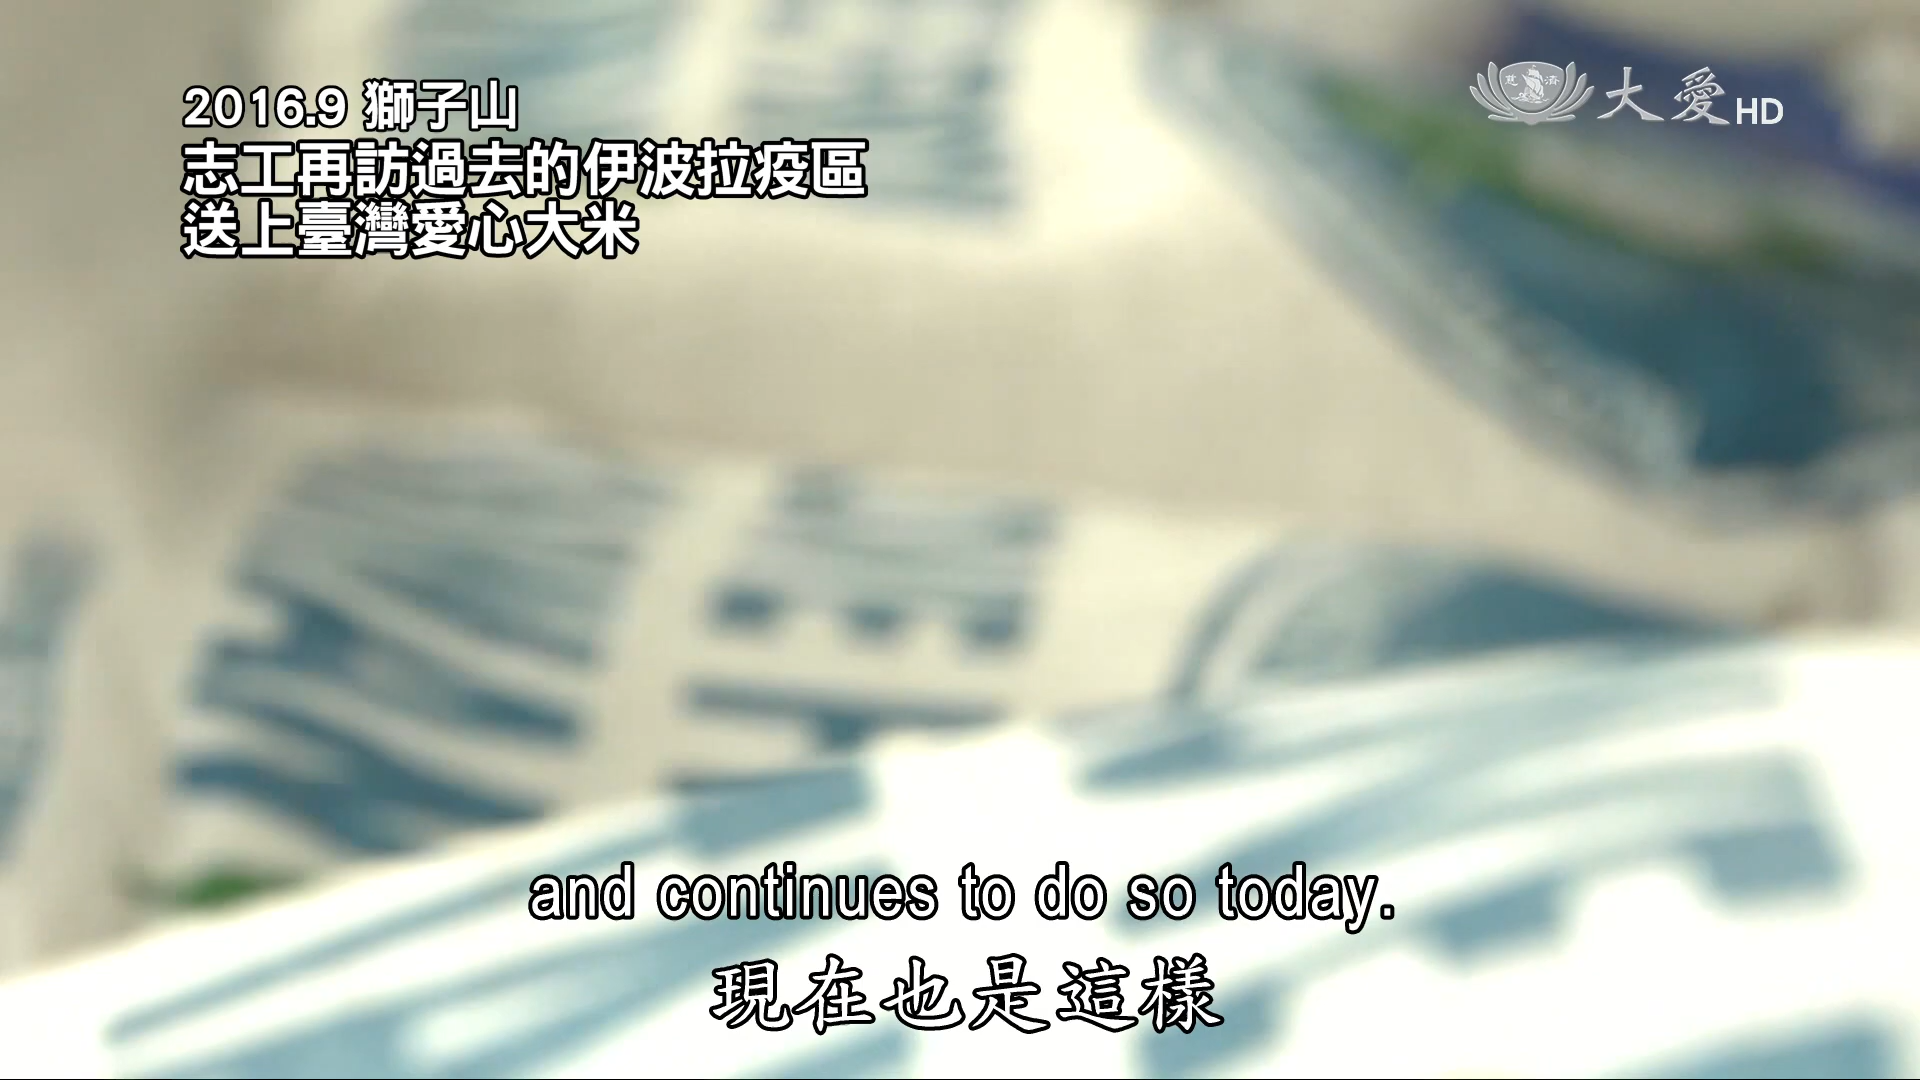 2016.9 獅子山
志工再訪過去的伊波拉疫區
送上臺灣愛心大米
慈濟
大愛HD
and continues to do so today.
現在也是這樣